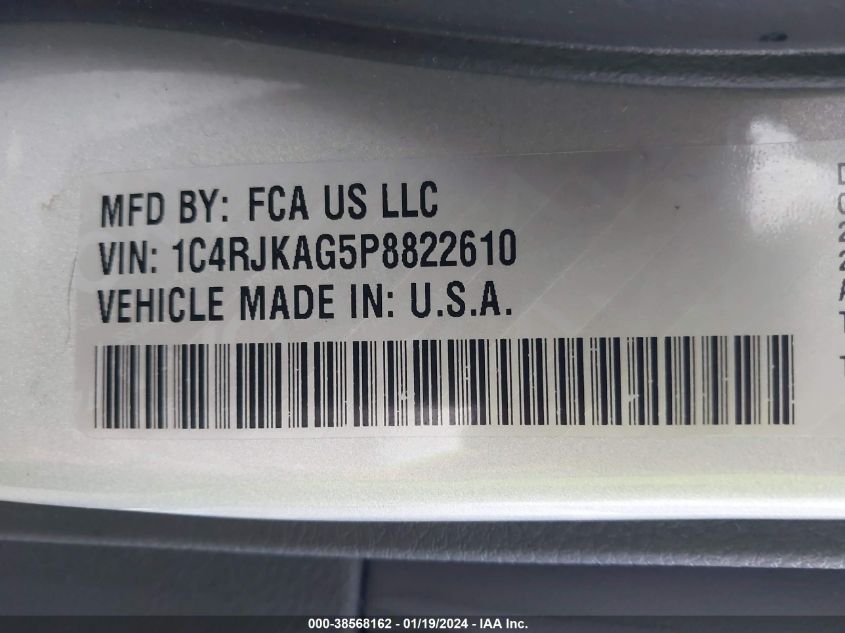 MFD BY: FCA US LLC
VIN: 1C4RJKAG5P8822610
VEHICLE MADE IN: U.S.A.
000-38568162 - 01/19/2024 - IAA Inc.